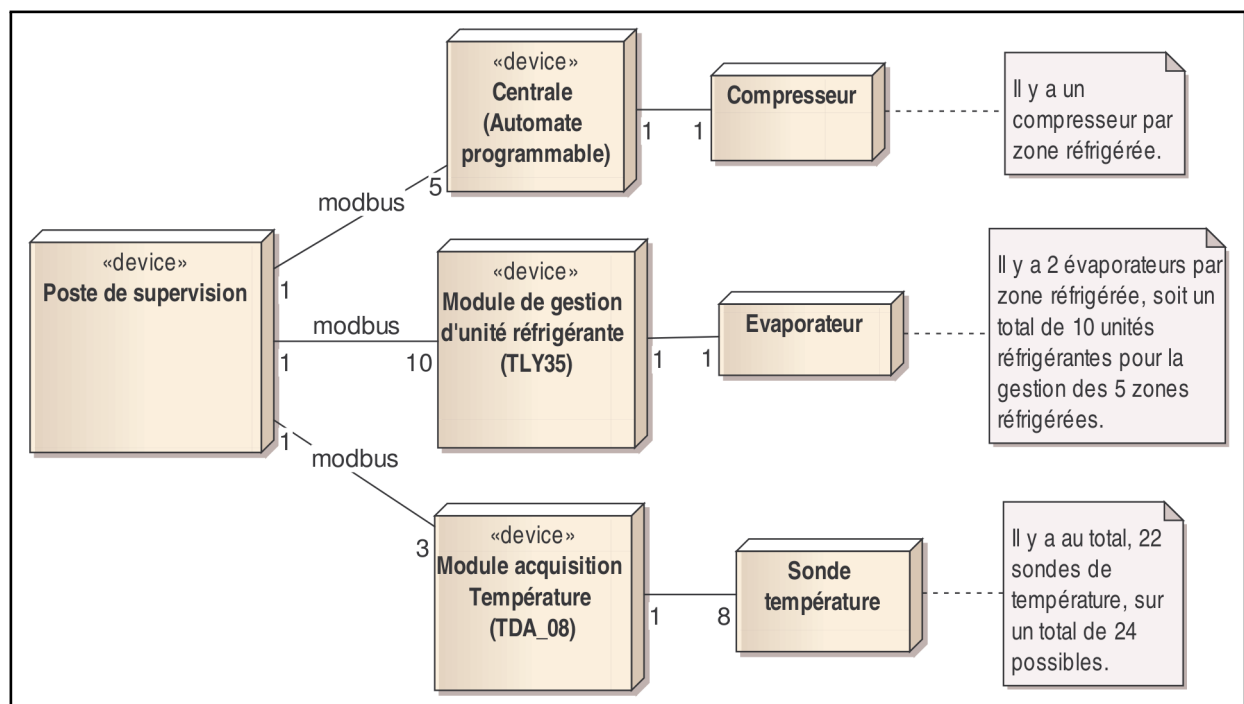 «device»
Centrale
(Automate
programmable)
1
1
Compresseur
Il y a un
compresseur par
zone réfrigérée.
modbus
5
«device»
Poste de supervision
1
modbus
1
10
«device»
Module de gestion
d'unité réfrigérante
(TLY35)
1
1
Evaporateur
Il y a 2 évaporateurs par
zone réfrigérée, soit un
total de 10 unités
réfrigérantes pour la
gestion des 5 zones
réfrigérées.
1
modbus
3
«device»
Module acquisition
Température
(TDA_08)
1
8
Sonde
température
Il y a au total, 22
sondes de
température, sur
un total de 24
possibles.